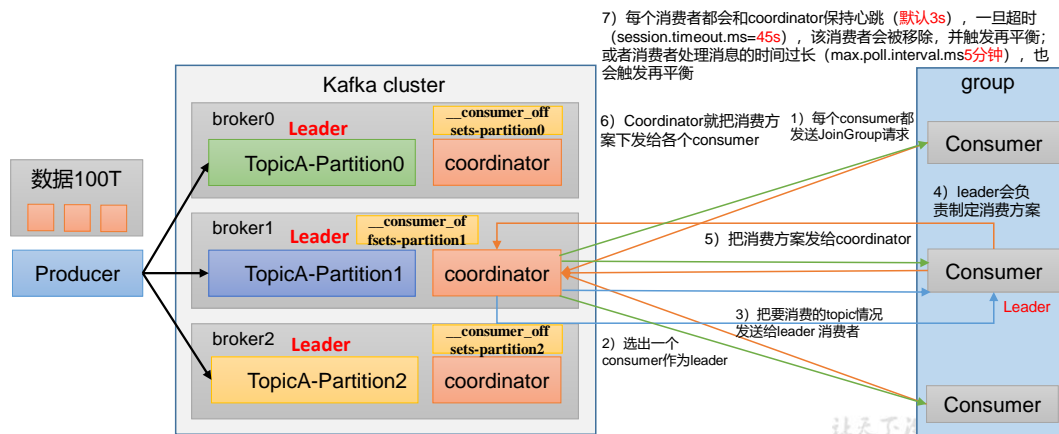 7）每个消费者都会和coordinator保持心跳（默认3s），一旦超时
（session.timeout.ms=45s），该消费者会被移除，并触发再平衡；
或者消费者处理消息的时间过长（max.poll.interval.ms5分钟），也
会触发再平衡
Kafka cluster
group
broker0
Leader
__consumer_off
sets-partition0
TopicA-Partition0
coordinator
6）Coordinator就把消费方
案下发给各个consumer
1）每个consumer都
发送JoinGroup请求
Consumer
数据100T
4）leader会负
责制定消费方案
broker1
Leader
__consumer_of
fsets-partition1
5）把消费方案发给coordinator
Producer
TopicA-Partition1
coordinator
Consumer
Leader
3）把要消费的topic情况
发送给leader 消费者
broker2
Leader
__consumer_off
sets-partition2
2）选出一个
consumer作为leader
TopicA-Partition2
coordinator
Consumer
让天下